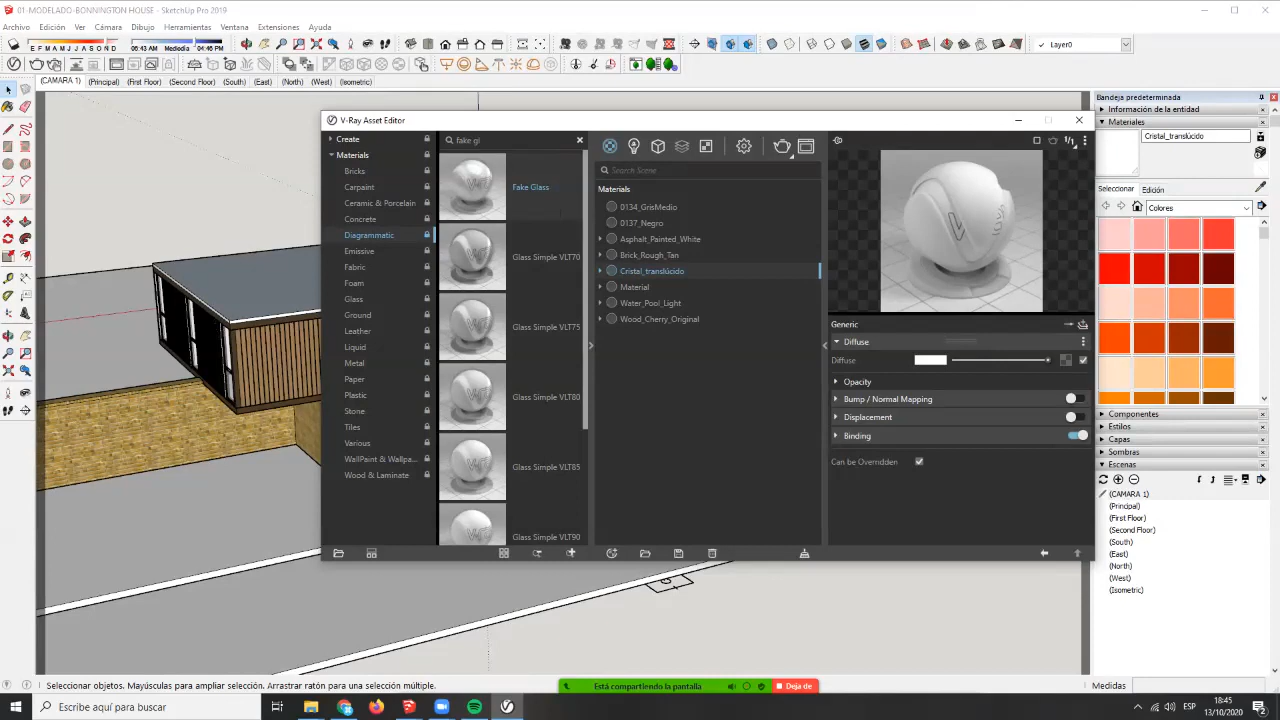 01- MODELADO-BONNINGTON HOUSE - SketchUp Pro 2019
Archivo Edición Ver Cámara Dibujo Herramientas Ventana Extensiones Ayuda
E F M A M J J A S O N D 06:43 AM Mediodía 04:46 PM Layer0
(CAMARA 1) (Principal) (First Floor) (Second Floor) (South) (East) (North) (West) (Isometric)
Bandeja predeterminada
Información de la entidad
Materiales
Cristal_translúcido
Seleccionar Edición
Colores
Componentes
Estilos
Capas
Sombras
Escenas
(CAMARA 1)
(Principal)
(First Floor)
(Second Floor)
(South)
(East)
(North)
(West)
(Isometric)
V-Ray Asset Editor
Create
Materials
Bricks
Carpaint
Ceramic & Porcelain
Concrete
Diagrammatic
Emissive
Fabric
Foam
Glass
Ground
Leather
Liquid
Metal
Paper
Plastic
Stone
Tiles
Various
WallPaint & Wallpa...
Wood & Laminate
fake gl
Fake Glass
Glass Simple VLT70
Glass Simple VLT75
Glass Simple VLT80
Glass Simple VLT85
Glass Simple VLT90
Search Scene
Materials
0134_GrisMedio
0137_Negro
Asphalt_Painted_White
Brick_Rough_Tan
Cristal_translúcido
Material
Water_Pool_Light
Wood_Cherry_Original
1/1
Generic
Diffuse
Diffuse
Opacity
Bump / Normal Mapping
Displacement
Binding
Can be Overridden
Seleccionar objetos. Mayúsculas para ampliar selección. Arrastrar ratón para una selección múltiple.
Está compartiendo la pantalla Deja de
Medidas
Escribe aquí para buscar
ESP
18:45
13/10/2020
2